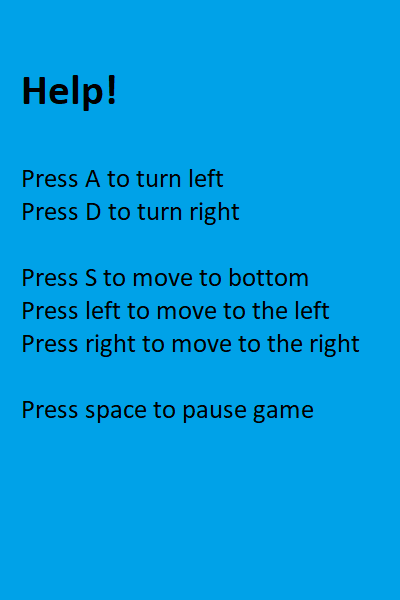 Help!
Press A to turn left
Press D to turn right
Press S to move to bottom
Press left to move to the left
Press right to move to the right
Press space to pause game